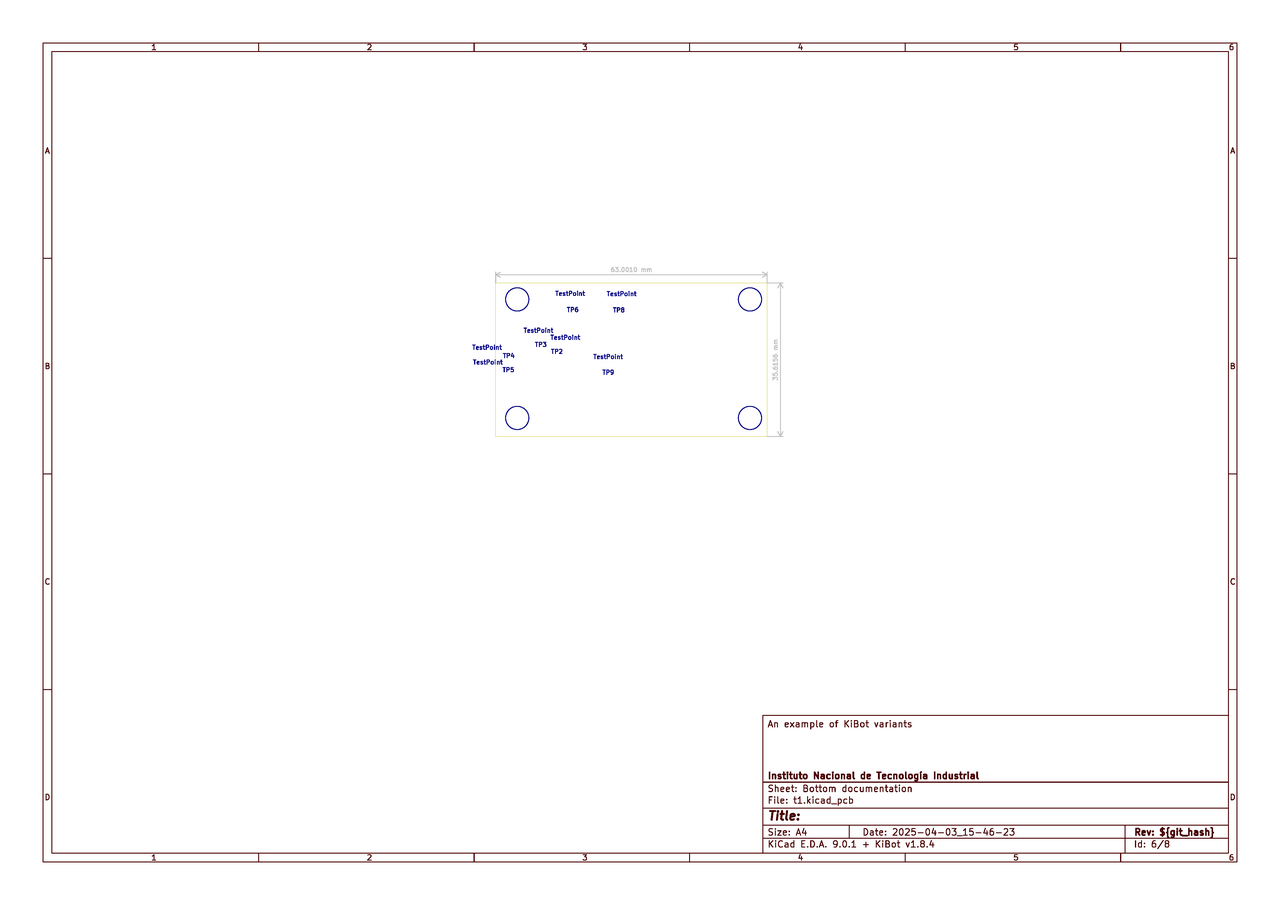 1 2 3 4 5 6
A A
63.0010 mm
TestPoint TestPoint
TP6 TP8
TestPoint
TestPoint
TP3
TestPoint TP2
TP4 TestPoint
TestPoint
TP5 TP9
35.6156 mm
B B
C C
An example of KiBot variants
Instituto Nacional de Tecnología Industrial
Sheet: Bottom documentation
D D
File: t1.kicad_pcb
Title:
Size: A4 Date: 2025-04-03_15-46-23 Rev: ${git_hash}
KiCad E.D.A. 9.0.1 + KiBot v1.8.4 Id: 6/8
1 2 3 4 5 6